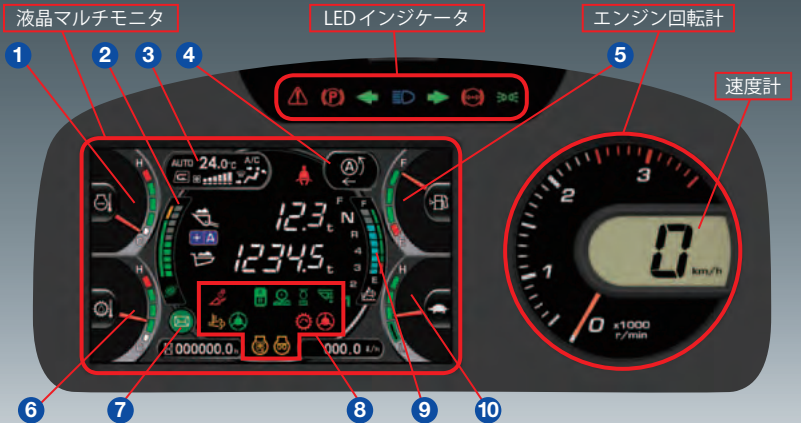 液晶マルチモニタ
LEDインジケータ
エンジン回転計
速度計
1
2
3
4
5
6
7
8
9
10
AUTO 24.0°C A/C
A
H
H
F
H
12.3t
+A
1234.5t
F
N
R
4
3
2
1
F
E
P
000000.0h
000.0
0
1
2
3
x1000
r/min
0
km/h